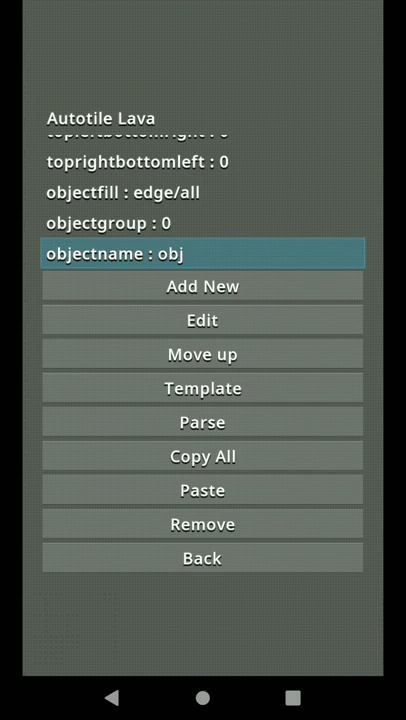 Autotile Lava
toprightbottomleft : 0
objectfill : edge/all
objectgroup : 0
objectname : obj
Add New
Edit
Move up
Template
Parse
Copy All
Paste
Remove
Back